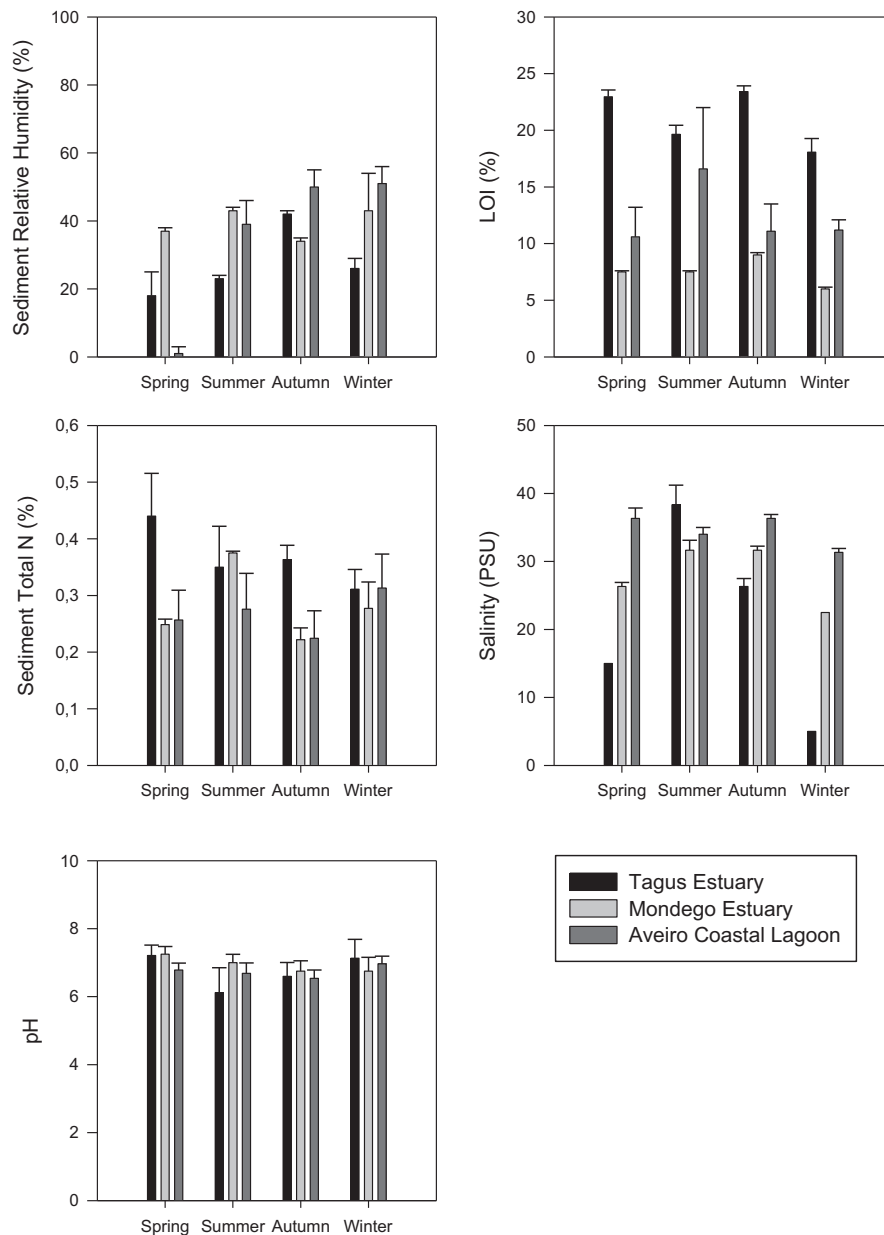 Sediment Relative Humidity (%)
100
80
60
40
20
0
Spring Summer Autumn Winter
LOI (%)
30
25
20
15
10
5
0
Spring Summer Autumn Winter
Sediment Total N (%)
0,6
0,5
0,4
0,3
0,2
0,1
0,0
Spring Summer Autumn Winter
Salinity (PSU)
50
40
30
20
10
0
Spring Summer Autumn Winter
pH
10
8
6
4
2
0
Spring Summer Autumn Winter
Tagus Estuary
Mondego Estuary
Aveiro Coastal Lagoon